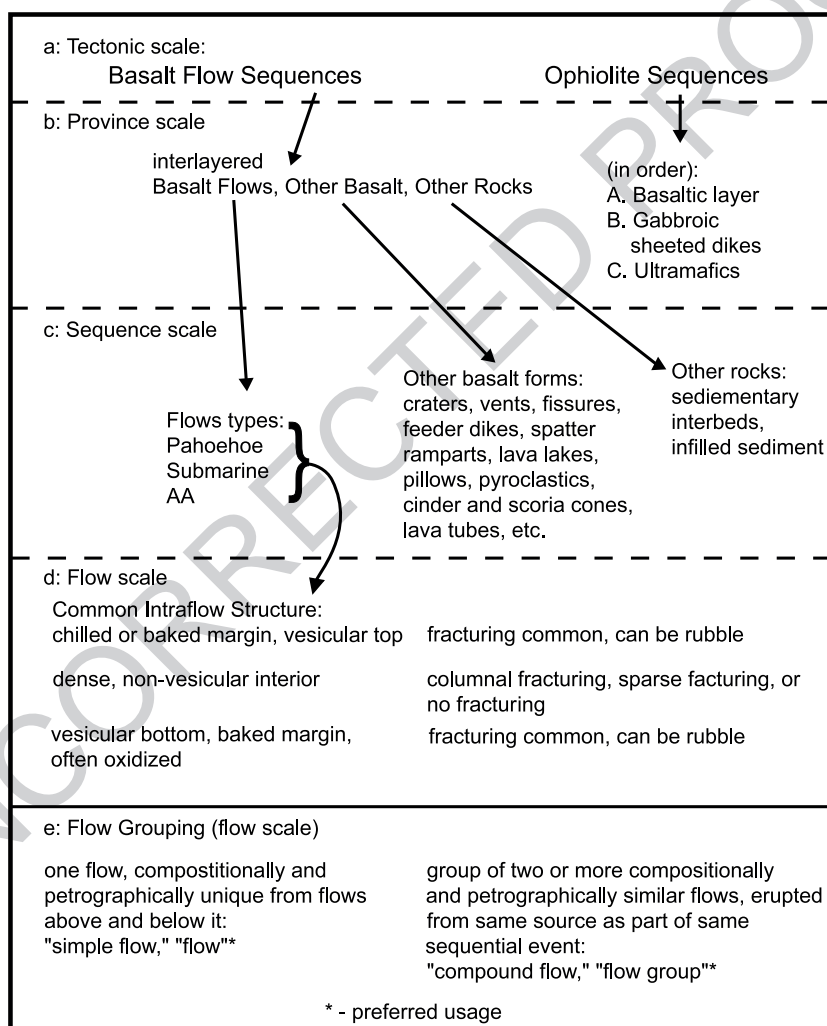 a: Tectonic scale:
Basalt Flow Sequences
Ophiolite Sequences
b: Province scale
interlayered
Basalt Flows, Other Basalt, Other Rocks
(in order):
A. Basaltic layer
B. Gabbroic
sheeted dikes
C. Ultramafics
c: Sequence scale
Flows types:
Pahoehoe
Submarine
AA
}
Other basalt forms:
craters, vents, fissures,
feeder dikes, spatter
ramparts, lava lakes,
pillows, pyroclastics,
cinder and scoria cones,
lava tubes, etc.
Other rocks:
sediementary
interbeds,
infilled sediment
d: Flow scale
Common Intraflow Structure:
chilled or baked margin, vesicular top
fracturing common, can be rubble
dense, non-vesicular interior
columnal fracturing, sparse facturing, or
no fracturing
vesicular bottom, baked margin,
often oxidized
fracturing common, can be rubble
e: Flow Grouping (flow scale)
one flow, compostitionally and
petrographically unique from flows
above and below it:
"simple flow," "flow"*
group of two or more compositionally
and petrographically similar flows, erupted
from same source as part of same
sequential event:
"compound flow," "flow group"*
* - preferred usage
NCORRECTED PROO